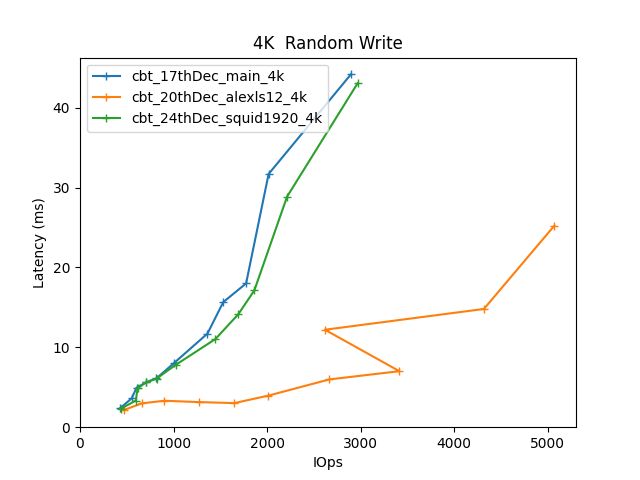 4K  Random Write
cbt_17thDec_main_4k
cbt_20thDec_alexls12_4k
cbt_24thDec_squid1920_4k
40
30
20
10
0
Latency (ms)
0 1000 2000 3000 4000 5000
IOps